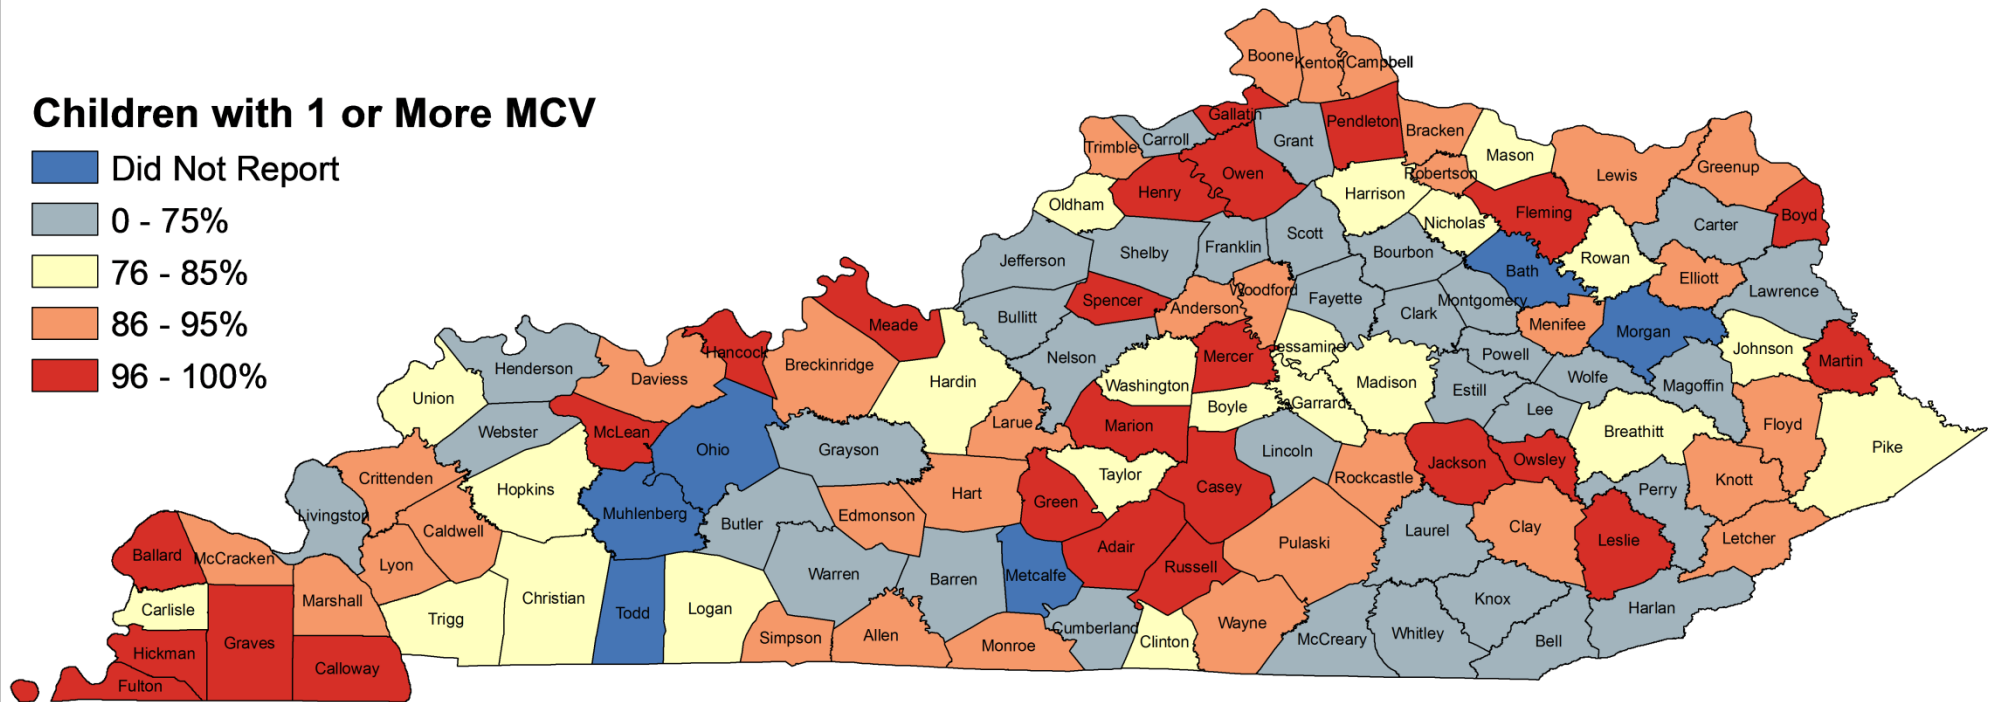 Children with 1 or More MCV
Did Not Report
0 - 75%
76 - 85%
86 - 95%
96 - 100%
Boone
Kenton
Campbell
Gallatin
Pendleton
Trimble
Carroll
Grant
Bracken
Mason
Owen
Henry
Robertson
Lewis
Greenup
Oldham
Harrison
Nicholas
Fleming
Boyd
Carter
Jefferson
Shelby
Franklin
Scott
Bourbon
Bath
Rowan
Elliott
Lawrence
Spencer
Anderson
Woodford
Fayette
Clark
Montgomery
Menifee
Morgan
Bullitt
Meade
Nelson
Mercer
essamine
Powell
Johnson
Martin
Hancock
Breckinridge
Henderson
Daviess
Hardin
Washington
Madison
Estill
Wolfe
Magoffin
Union
Larue
Boyle
Garrard
Lee
Webster
McLean
Ohio
Grayson
Marion
Lincoln
Breathitt
Floyd
Pike
Crittenden
Hopkins
Hart
Green
Taylor
Casey
Rockcastle
Jackson
Owsley
Perry
Knott
Livingston
Caldwell
Muhlenberg
Butler
Edmonson
Adair
Pulaski
Laurel
Clay
Leslie
Letcher
Ballard
McCracken
Lyon
Warren
Barren
Metcalfe
Russell
Carlisle
Marshall
Trigg
Christian
Todd
Logan
Simpson
Allen
Monroe
Cumberland
Clinton
Wayne
McCreary
Whitley
Knox
Bell
Harlan
Hickman
Graves
Calloway
Fulton